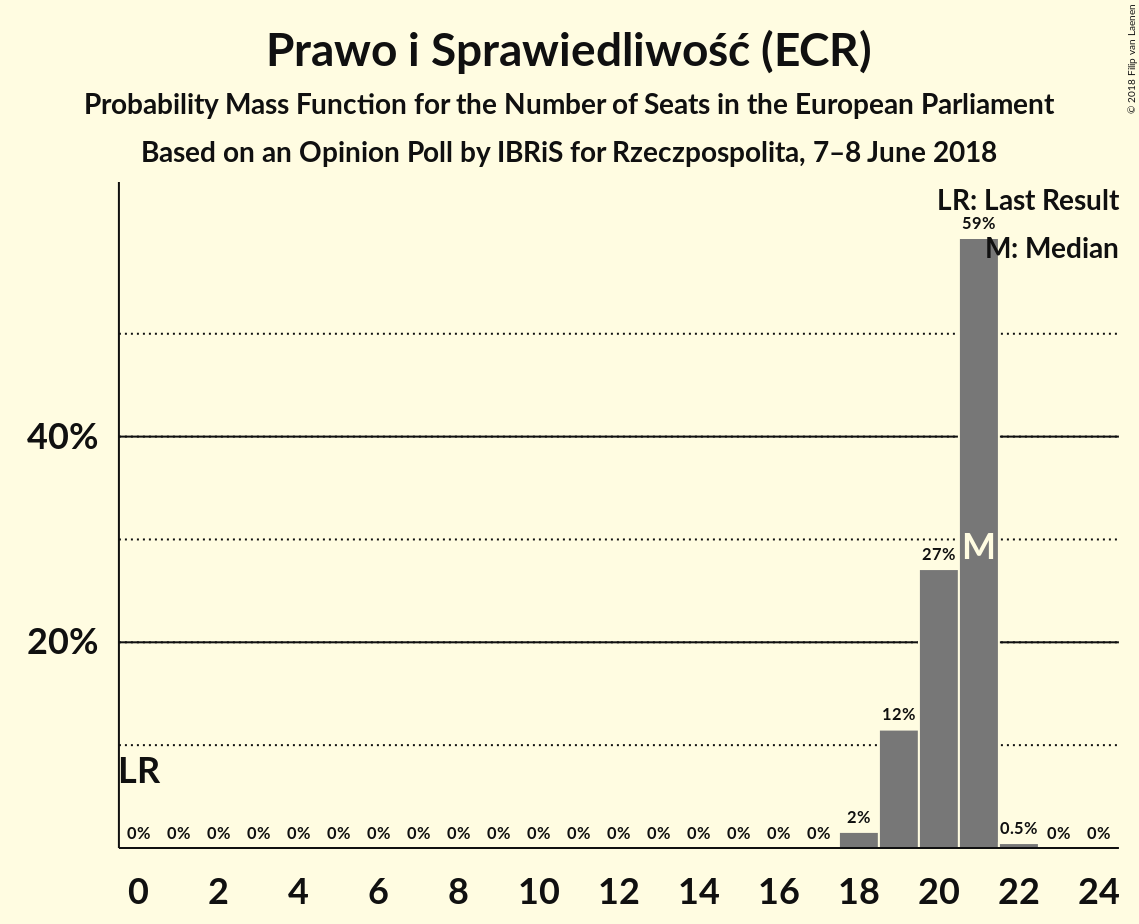 Prawo i Sprawiedliwość (ECR)
Probability Mass Function for the Number of Seats in the European Parliament
Based on an Opinion Poll by IBRiS for Rzeczpospolita, 7–8 June 2018
© 2018 Filip van Laenen
LR: Last Result
M: Median
59%
40%
M
27%
20%
12%
LR
0% 0% 0% 0% 0% 0% 0% 0% 0% 0% 0% 0% 0% 0% 0% 0% 0% 0% 2% 0.5% 0% 0%
0 2 4 6 8 10 12 14 16 18 20 22 24